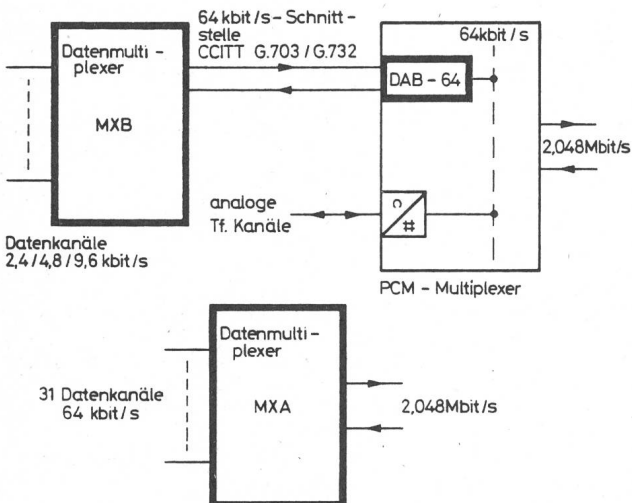 64 kbit/s-Schnitt-
stelle
CCITT G.703/G.732
Datenmulti-
plexer
MXB
Datenkanäle
2,4/4,8/9,6 kbit/s
64kbit/s
DAB-64
2,048Mbit/s
analoge
Tf. Kanäle
∩
#
PCM - Multiplexer
Datenmulti-
plexer
MXA
31 Datenkanäle
64 kbit/s
2,048Mbit/s